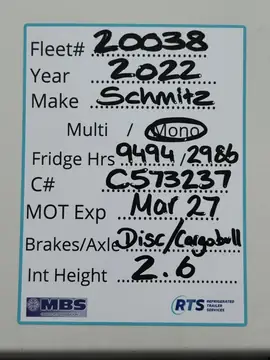 Fleet# 20038
Year 2022
Make Schmitz
Multi / Mono
Fridge Hrs 9494 / 2986
C# C573237
MOT Exp Mar 27
Brakes/Axle Disc/Cargobull
Int Height 2.6
MBS
RTS REFRIGERATED TRAILER SERVICES